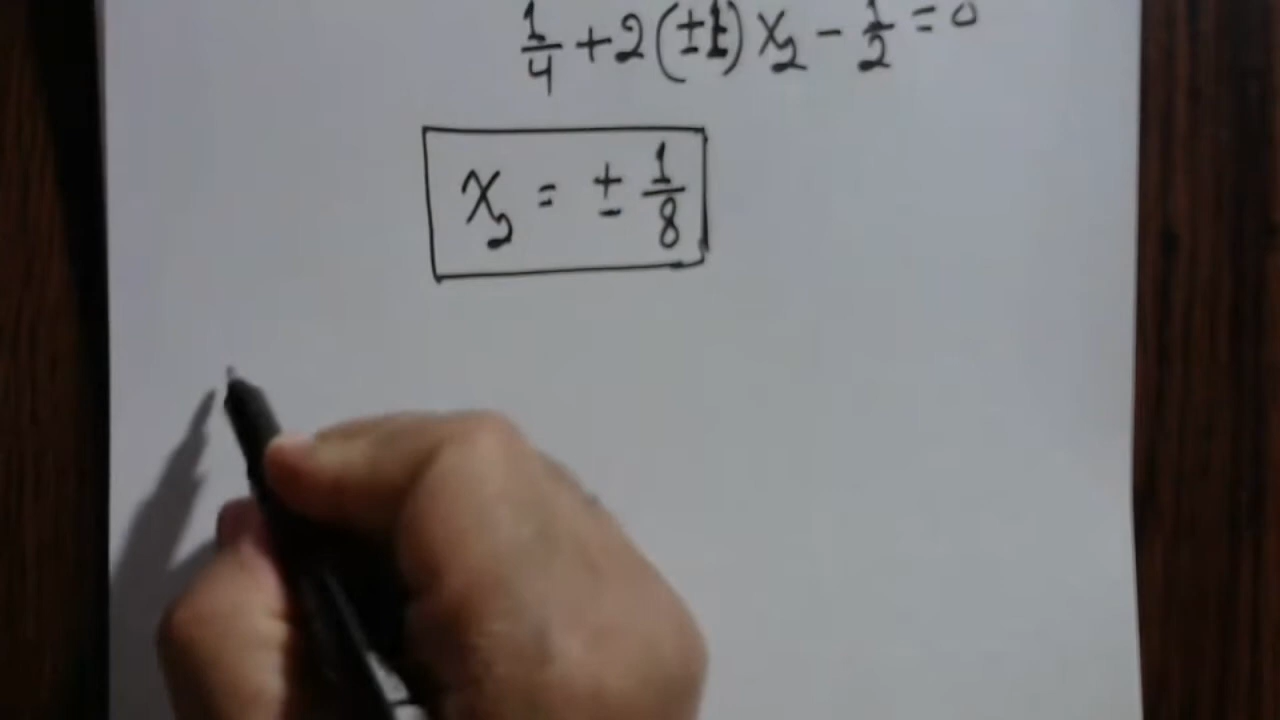 1/4 + 2(±1)x₂ - 1/2 = 0
x₂ = ± 1/8